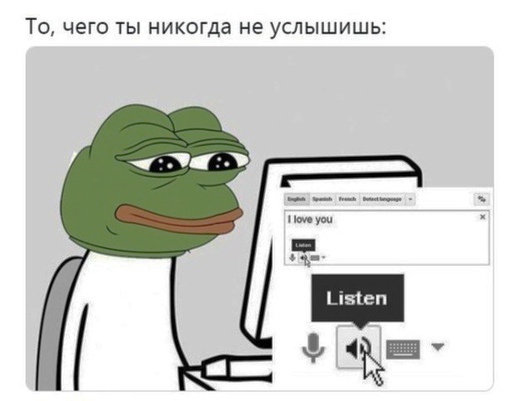 То, чего ты никогда не услышишь:
English Spanish French Detect language
I love you
Listen
Listen